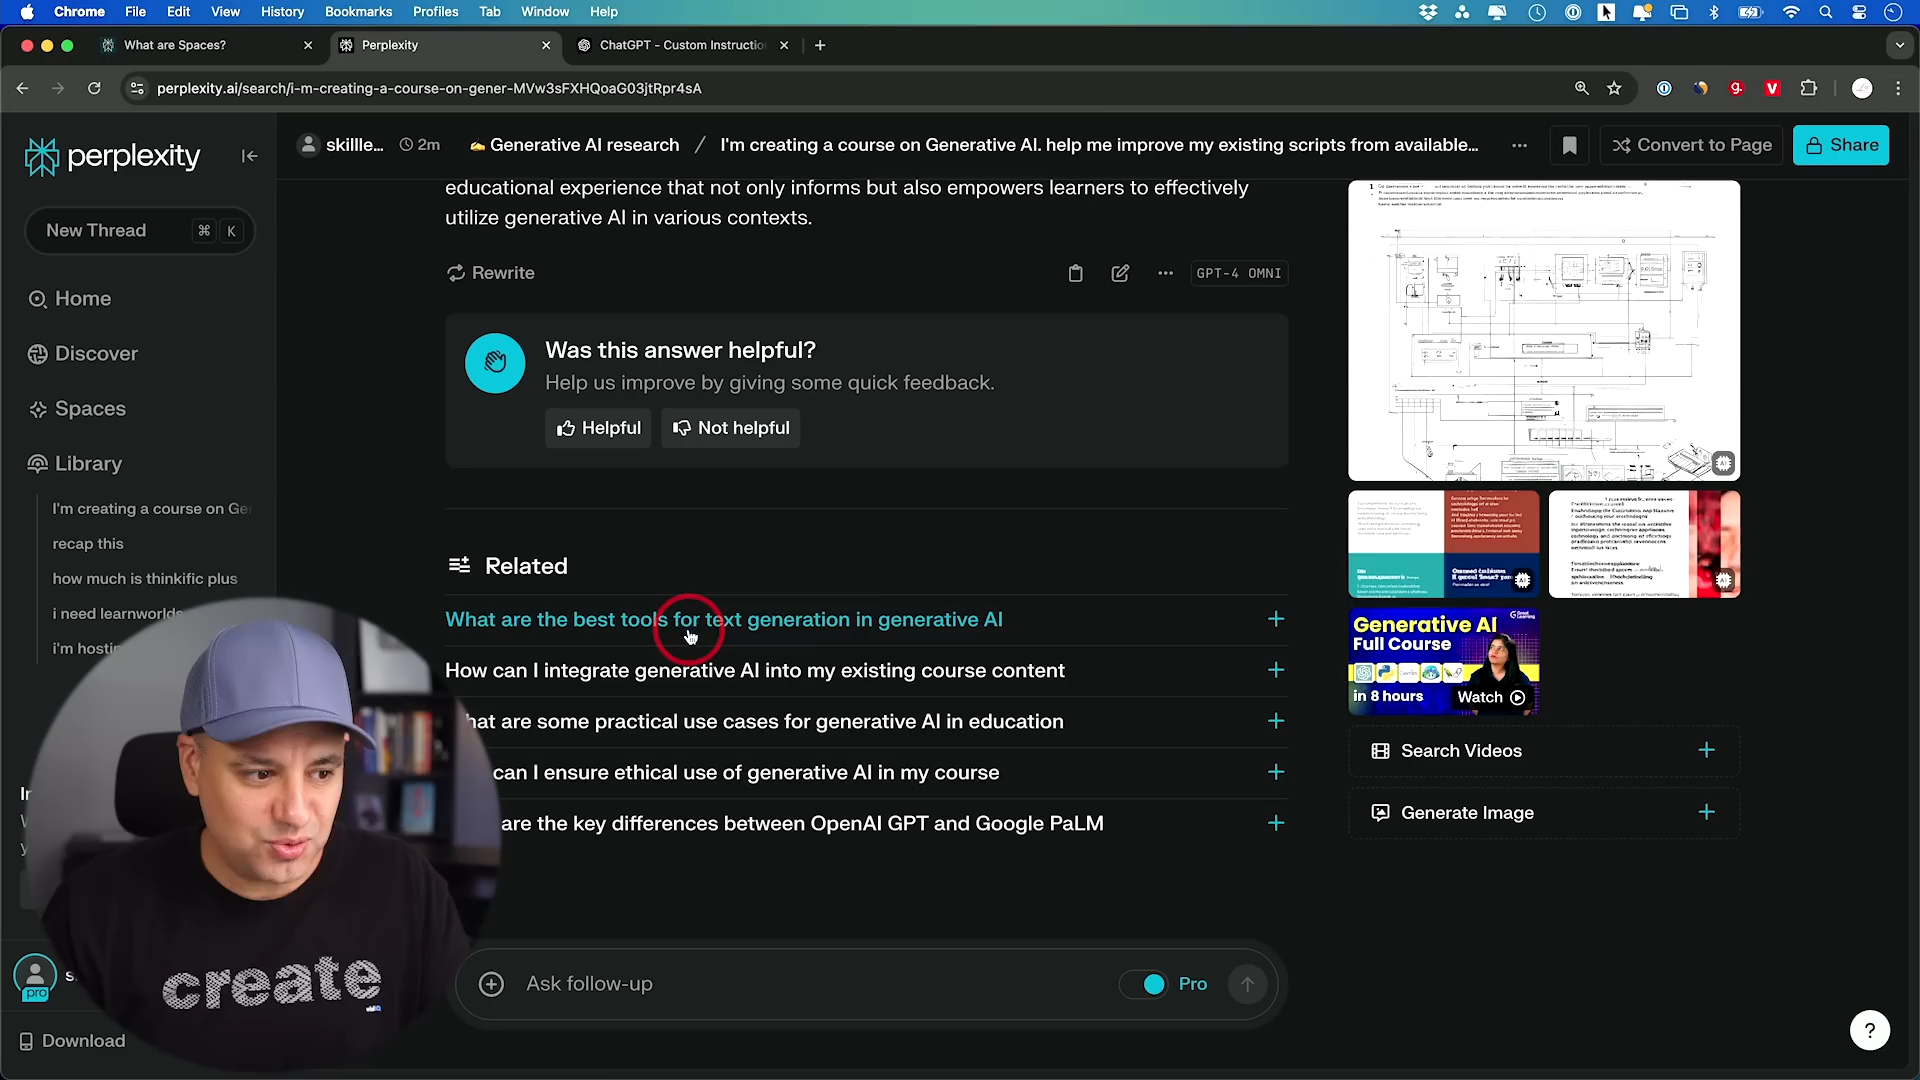 Chrome File Edit View History Bookmarks Profiles Tab Window Help
What are Spaces?
Perplexity
ChatGPT - Custom Instructio
perplexity.ai/search/i-m-creating-a-course-on-gener-MVw3sFXHQoaG03jtRpr4sA
perplexity
skillle...
2m
Generative AI research / I'm creating a course on Generative AI. help me improve my existing scripts from available...
Convert to Page
Share
New Thread
⌘ K
Home
Discover
Spaces
Library
I'm creating a course on Ge
recap this
how much is thinkific plus
i need learnworlds
i'm hostin
pro
Download
educational experience that not only informs but also empowers learners to effectively
utilize generative AI in various contexts.
Rewrite
GPT-4 OMNI
Was this answer helpful?
Help us improve by giving some quick feedback.
Helpful
Not helpful
Related
What are the best tools for text generation in generative AI
How can I integrate generative AI into my existing course content
hat are some practical use cases for generative AI in education
can I ensure ethical use of generative AI in my course
are the key differences between OpenAI GPT and Google PaLM
Ask follow-up
Pro
Generative AI
Full Course
in 8 hours
Watch
Search Videos
Generate Image
?
create